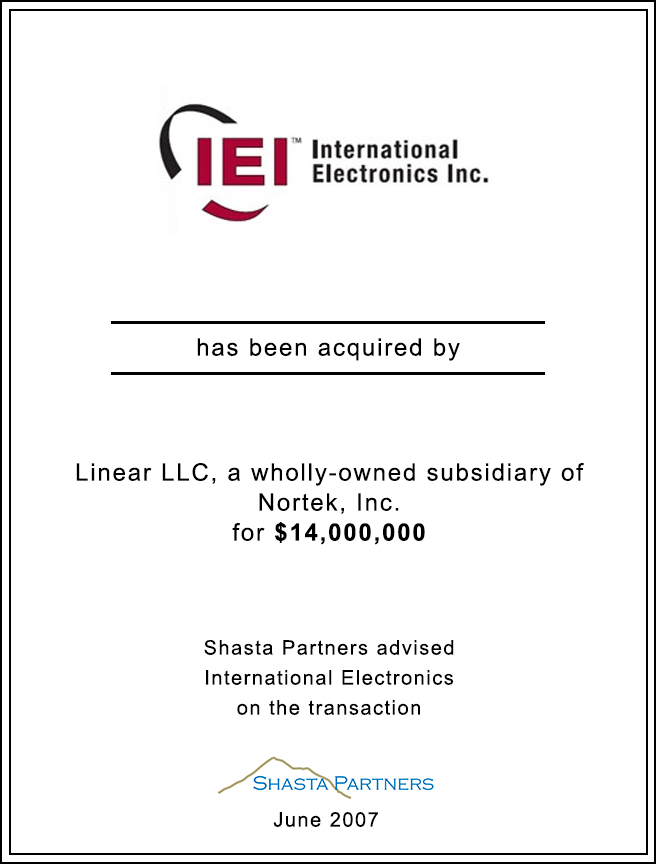 IEI™
International
Electronics Inc.
has been acquired by
Linear LLC, a wholly-owned subsidiary of
Nortek, Inc.
for $14,000,000
Shasta Partners advised
International Electronics
on the transaction
SHASTA PARTNERS
June 2007